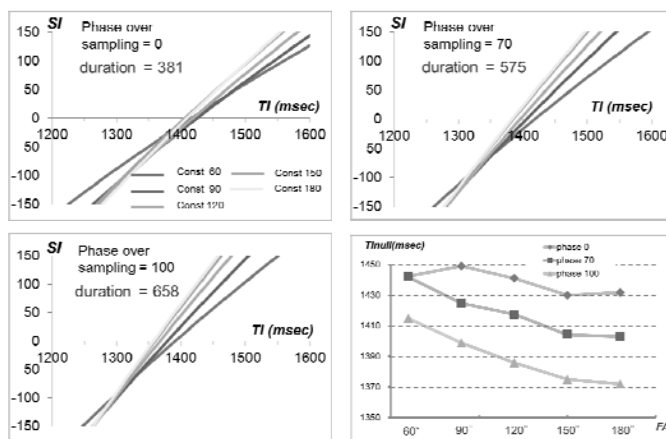 SI
Phase over
sampling = 0
duration = 381
TI (msec)
150
100
50
0
1200 1300 1400 1500 1600
-50
-100
-150
Const 60
Const 90
Const 120
Const 150
Const 180
SI
Phase over
sampling = 70
duration = 575
TI (msec)
150
100
50
0
1200 1300 1400 1500 1600
50
-100
-150
SI
Phase over
sampling = 100
duration = 658
TI (msec)
150
100
50
0
1200 1300 1400 1500 1600
-50
-100
-150
TInull(msec)
phase 0
phase 70
phase 100
1450
1430
1410
1390
1370
1350
60° 90° 120° 150° 180°
FA